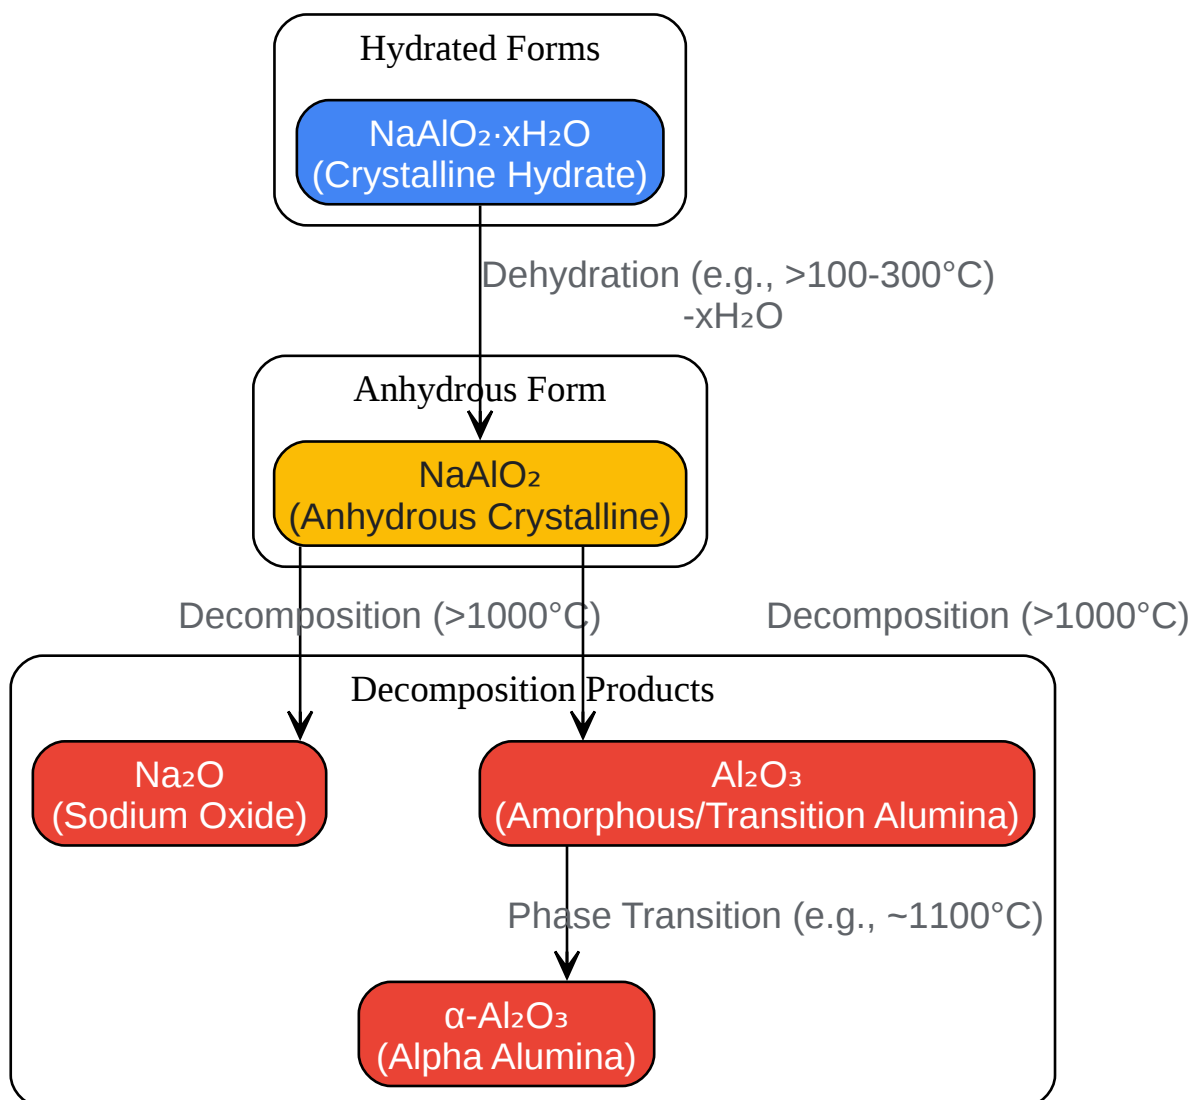 Hydrated Forms
NaAlO₂·xH₂O
(Crystalline Hydrate)
Dehydration (e.g., >100-300°C)
-xH₂O
Anhydrous Form
NaAlO₂
(Anhydrous Crystalline)
Decomposition (>1000°C)
Decomposition (>1000°C)
Decomposition Products
Na₂O
(Sodium Oxide)
Al₂O₃
(Amorphous/Transition Alumina)
Phase Transition (e.g., ~1100°C)
α-Al₂O₃
(Alpha Alumina)